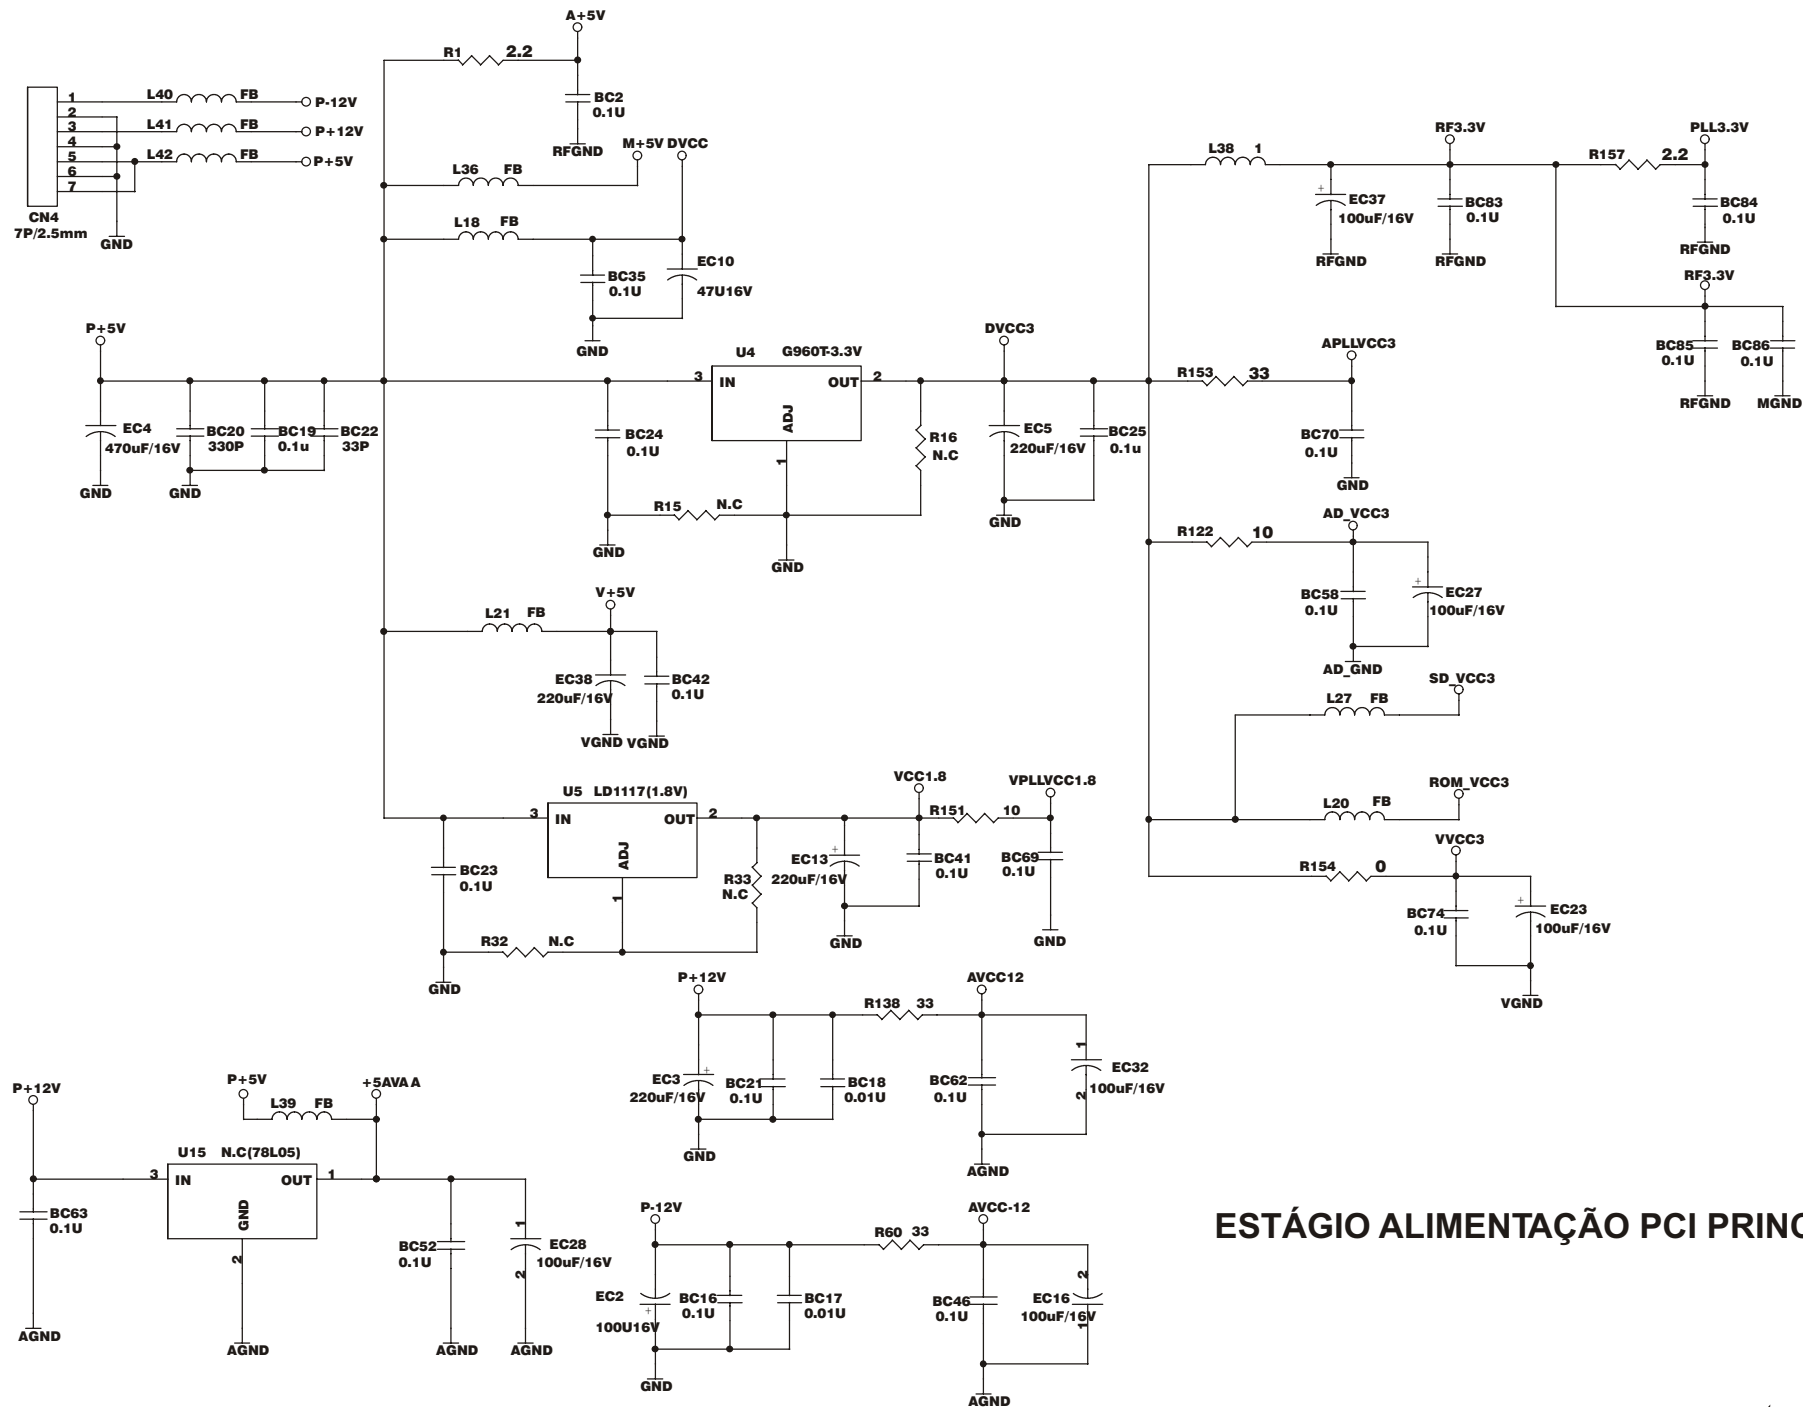 A+5V
R1 2.2
BC2
0.1U
RFGND
1
2
3
4
5
6
7
CN4
7P/2.5mm
GND
L40 FB
P-12V
L41 FB
P+12V
L42 FB
P+5V
M+5V DVCC
L36 FB
L18 FB
BC35
0.1U
EC10
47U16V
GND
P+5V
EC4
470uF/16V
GND
BC20
330P
BC19
0.1u
BC22
33P
GND
BC24
0.1U
GND
U4 G960T-3.3V
3 IN OUT 2
ADJ
1
R15 N.C
GND
R16
N.C
DVCC3
EC5
220uF/16V
BC25
0.1u
GND
L38 1
EC37
100uF/16V
RFGND
RF3.3V
BC83
0.1U
RFGND
PLL3.3V
R157 2.2
BC84
0.1U
RFGND
RF3.3V
BC85
0.1U
RFGND
BC86
0.1U
MGND
APLLVCC3
R153 33
BC70
0.1U
GND
AD_VCC3
R122 10
BC58
0.1U
+
EC27
100uF/16V
AD_GND
SD_VCC3
L27 FB
ROM_VCC3
L20 FB
VVCC3
R154 0
BC74
0.1U
+
EC23
100uF/16V
VGND
V+5V
L21 FB
EC38
220uF/16V
BC42
0.1U
VGND VGND
U5 LD1117(1.8V)
3 IN OUT 2
ADJ
1
BC23
0.1U
R32 N.C
GND
R33
N.C
VCC1.8
EC13
220uF/16V
BC41
0.1U
GND
R151 10
VPLLVCC1.8
BC69
0.1U
GND
P+12V
EC3
220uF/16V
BC21
0.1U
BC18
0.01U
GND
R138 33
AVCC12
BC62
0.1U
1
EC32
100uF/16V
2
AGND
P+12V
BC63
0.1U
AGND
P+5V
L39 FB
+5AVAA
U15 N.C(78L05)
3 IN OUT 1
GND
2
AGND
BC52
0.1U
AGND
1
EC28
100uF/16V
2
AGND
P-12V
EC2
100U16V
BC16
0.1U
BC17
0.01U
GND
R60 33
AVCC-12
BC46
0.1U
2
EC16
100uF/16V
1
AGND
ESTÁGIO ALIMENTAÇÃO PCI PRINC